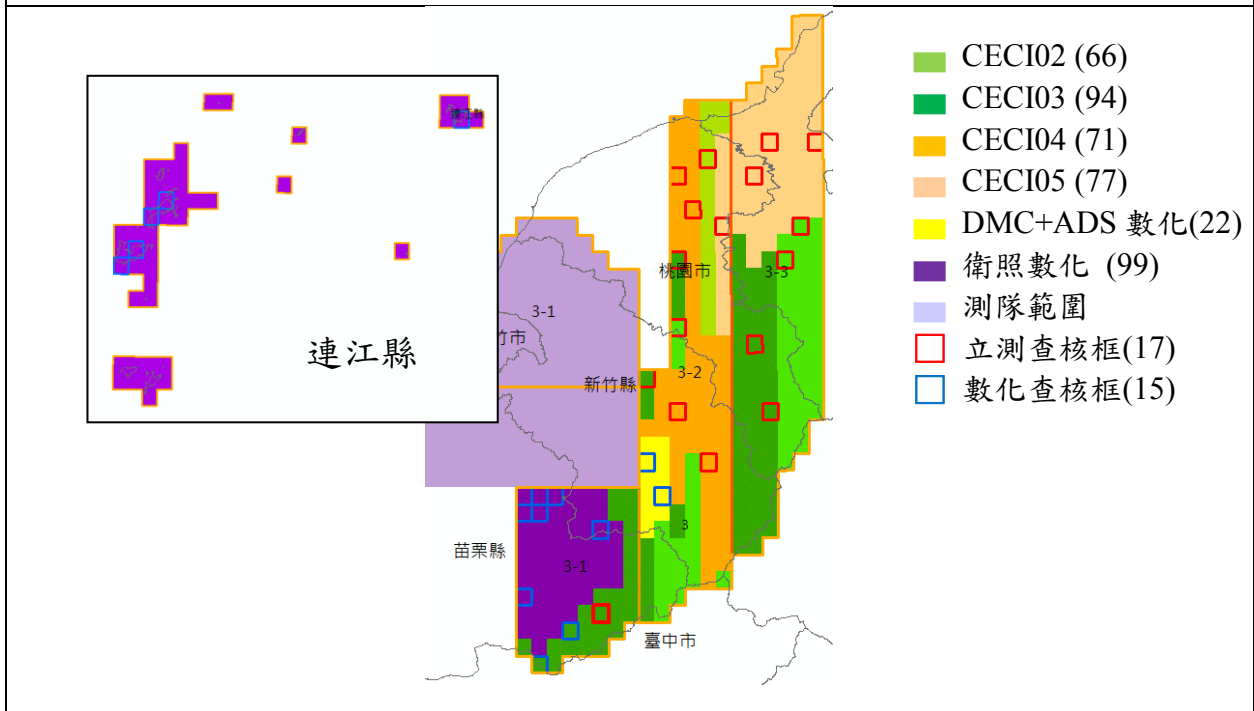 連江縣
連江縣
3-1
竹市
新竹縣
桃園市
3-3
3-2
3
3-1
苗栗縣
臺中市
CECI02 (66)
CECI03 (94)
CECI04 (71)
CECI05 (77)
DMC+ADS 數化(22)
衛照數化 (99)
測隊範圍
立測查核框(17)
數化查核框(15)